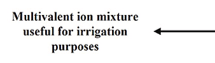 Multivalent ion mixture
useful for irrigation
purposes